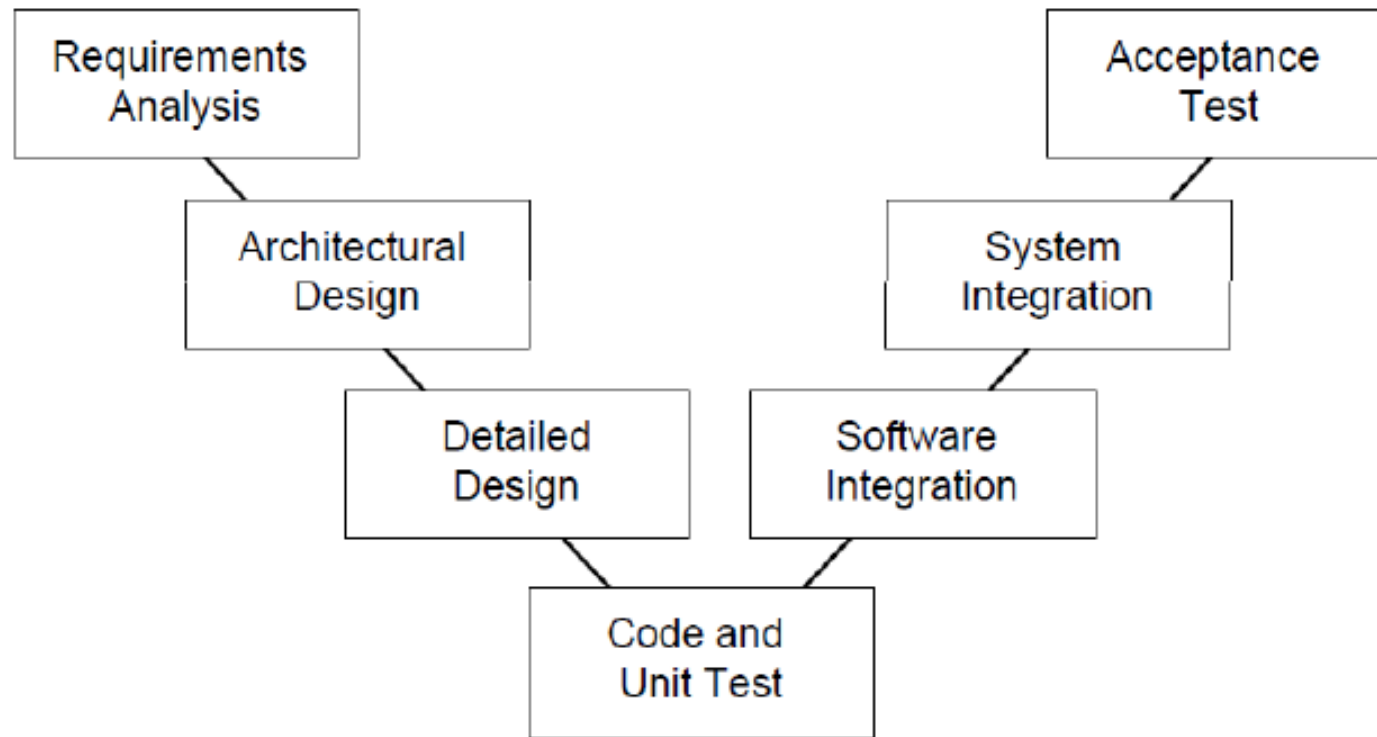 Requirements
Analysis
Acceptance
Test
Architectural
Design
System
Integration
Detailed
Design
Software
Integration
Code and
Unit Test